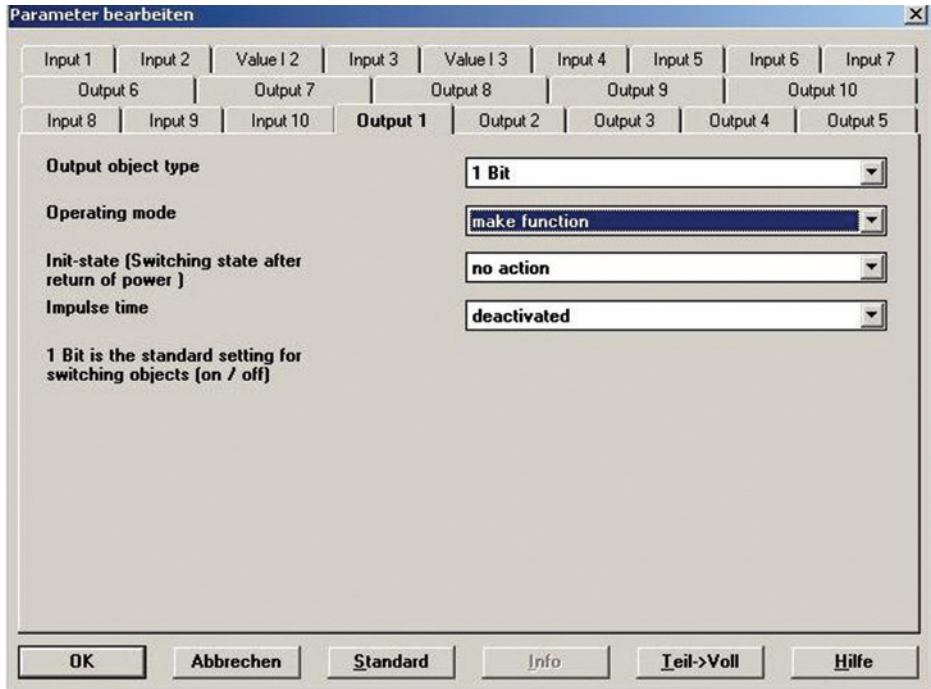 Parameter bearbeiten
Input 1 Input 2 Value I 2 Input 3 Value I 3 Input 4 Input 5 Input 6 Input 7
Output 6 Output 7 Output 8 Output 9 Output 10
Input 8 Input 9 Input 10 Output 1 Output 2 Output 3 Output 4 Output 5
Output object type 1 Bit
Operating mode make function
Init-state (Switching state after
return of power ) no action
Impulse time deactivated
1 Bit is the standard setting for
switching objects (on / off)
OK Abbrechen Standard Info Teil->Voll Hilfe